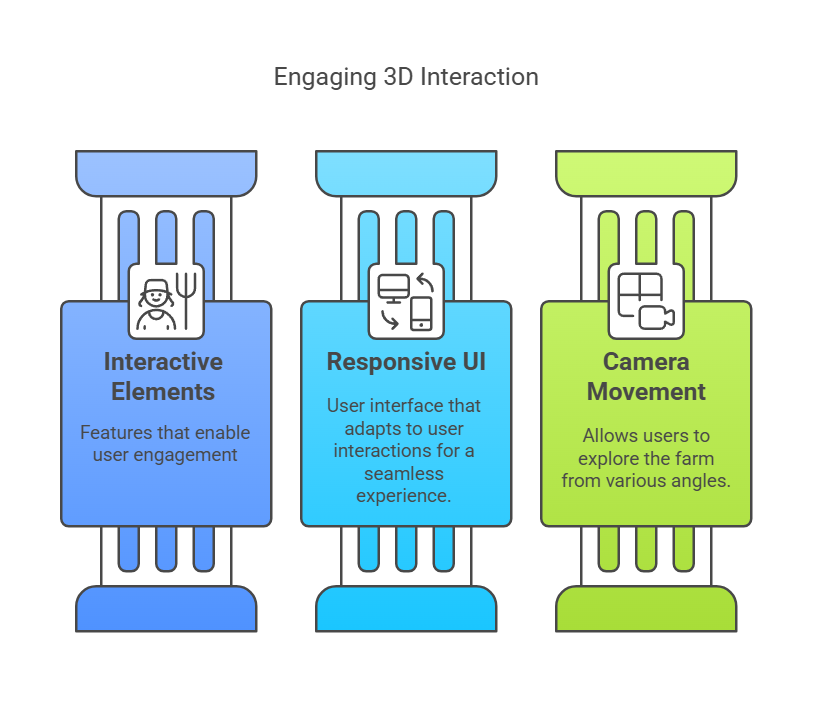 Engaging 3D Interaction
Interactive
Elements
Features that enable
user engagement
Responsive UI
User interface that
adapts to user
interactions for a
seamless
experience.
Camera
Movement
Allows users to
explore the farm
from various angles.